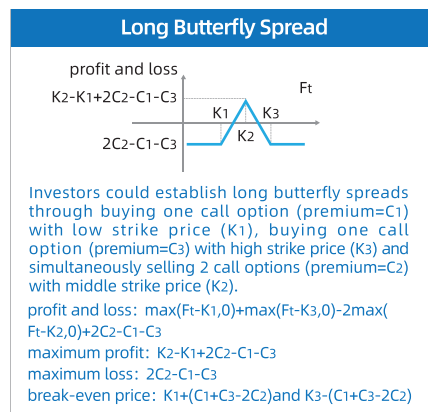 Long Butterfly Spread
profit and loss
Ft
K2-K1+2C2-C1-C3
K1
K3
K2
2C2-C1-C3
Investors could establish long butterfly spreads
through buying one call option (premium=C1)
with low strike price (K1), buying one call
option (premium=C3) with high strike price (K3) and
simultaneously selling 2 call options (premium=C2)
with middle strike price (K2).
profit and loss: max(Ft-K1,0)+max(Ft-K3,0)-2max(
Ft-K2,0)+2C2-C1-C3
maximum profit: K2-K1+2C2-C1-C3
maximum loss: 2C2-C1-C3
break-even price: K1+(C1+C3-2C2)and K3-(C1+C3-2C2)